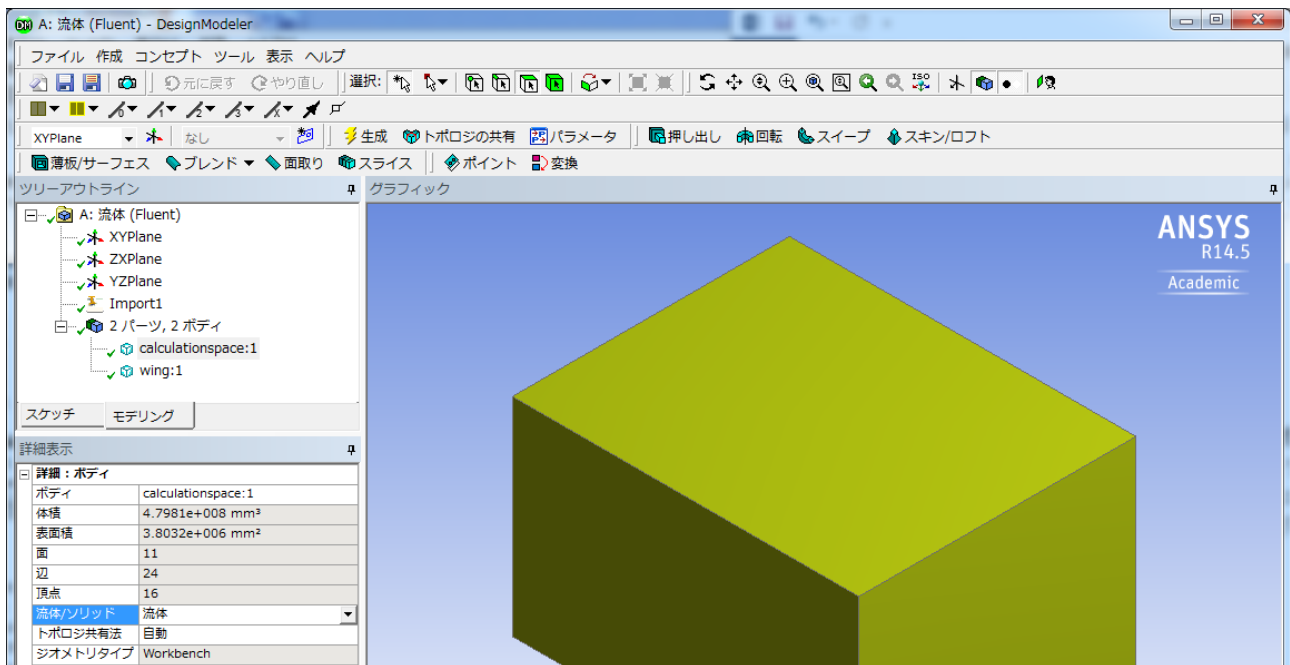 A: 流体 (Fluent) - DesignModeler
ファイル 作成 コンセプト ツール 表示 ヘルプ
元に戻す やり直し 選択:
XYPlane なし 生成 トポロジの共有 パラメータ 押し出し 回転 スイープ スキン/ロフト
薄板/サーフェス ブレンド 面取り スライス ポイント 変換
ツリーアウトライン
A: 流体 (Fluent)
XYPlane
ZXPlane
YZPlane
Import1
2 パーツ, 2 ボディ
calculationspace:1
wing:1
スケッチ モデリング
詳細表示
詳細：ボディ
ボディ calculationspace:1
体積 4.7981e+008 mm³
表面積 3.8032e+006 mm²
面 11
辺 24
頂点 16
流体/ソリッド 流体
トポロジ共有法 自動
ジオメトリタイプ Workbench
グラフィック
ANSYS
R14.5
Academic